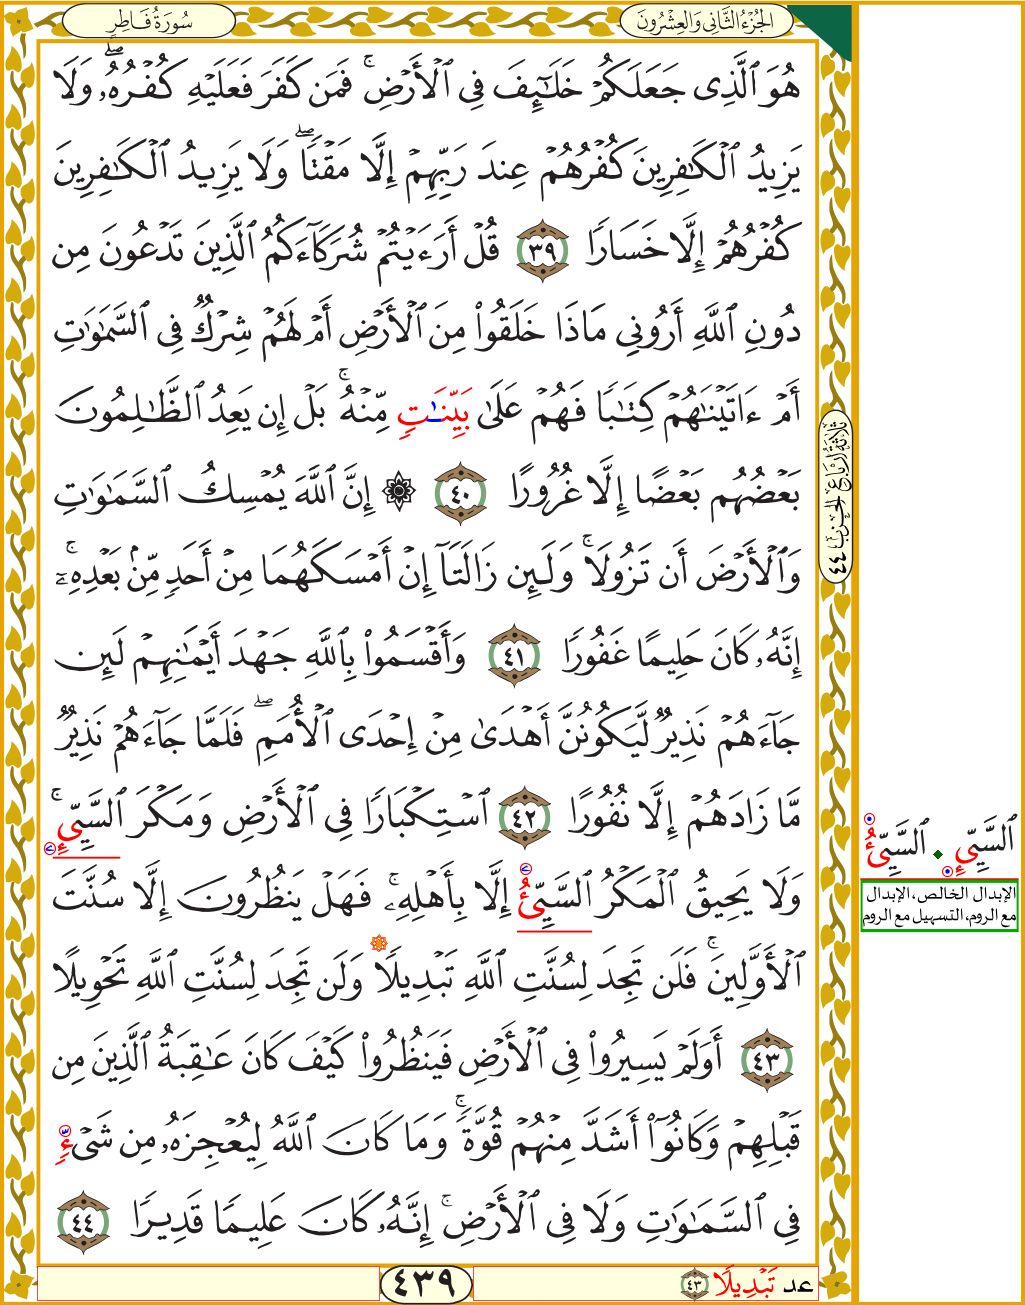 الجُزْءُ الثَّانِي وَالعِشْرُونَ
سُورَةُ فَاطِرٍ
هُوَ ٱلَّذِى جَعَلَكُمْ خَلَـٰٓئِفَ فِى ٱلْأَرْضِ ۚ فَمَن كَفَرَ فَعَلَيْهِ كُفْرُهُۥ ۖ وَلَا
يَزِيدُ ٱلْكَـٰفِرِينَ كُفْرُهُمْ عِندَ رَبِّهِمْ إِلَّا مَقْتًا ۖ وَلَا يَزِيدُ ٱلْكَـٰفِرِينَ
كُفْرُهُمْ إِلَّا خَسَارًا ٣٩ قُلْ أَرَءَيْتُمْ شُرَكَآءَكُمُ ٱلَّذِينَ تَدْعُونَ مِن
دُونِ ٱللَّهِ أَرُونِى مَاذَا خَلَقُوا۟ مِنَ ٱلْأَرْضِ أَمْ لَهُمْ شِرْكٌ فِى ٱلسَّمَـٰوَٰتِ
أَمْ ءَاتَيْنَـٰهُمْ كِتَـٰبًا فَهُمْ عَلَىٰ بَيِّنَـٰتٍ مِّنْهُ ۚ بَلْ إِن يَعِدُ ٱلظَّـٰلِمُونَ
بَعْضُهُم بَعْضًا إِلَّا غُرُورًا ٤٠ ۞ إِنَّ ٱللَّهَ يُمْسِكُ ٱلسَّمَـٰوَٰتِ
وَٱلْأَرْضَ أَن تَزُولَا ۚ وَلَئِن زَالَتَآ إِنْ أَمْسَكَهُمَا مِنْ أَحَدٍ مِّنۢ بَعْدِهِۦٓ ۚ
إِنَّهُۥ كَانَ حَلِيمًا غَفُورًا ٤١ وَأَقْسَمُوا۟ بِٱللَّهِ جَهْدَ أَيْمَـٰنِهِمْ لَئِن
جَآءَهُمْ نَذِيرٌ لَّيَكُونُنَّ أَهْدَىٰ مِنْ إِحْدَى ٱلْأُمَمِ ۖ فَلَمَّا جَآءَهُمْ نَذِيرٌ
مَّا زَادَهُمْ إِلَّا نُفُورًا ٤٢ ٱسْتِكْبَارًا فِى ٱلْأَرْضِ وَمَكْرَ ٱلسَّيِّئِ ۚ
وَلَا يَحِيقُ ٱلْمَكْرُ ٱلسَّيِّئُ إِلَّا بِأَهْلِهِۦ ۚ فَهَلْ يَنظُرُونَ إِلَّا سُنَّتَ
ٱلْأَوَّلِينَ ۚ فَلَن تَجِدَ لِسُنَّتِ ٱللَّهِ تَبْدِيلًا وَلَن تَجِدَ لِسُنَّتِ ٱللَّهِ تَحْوِيلًا
٤٣ أَوَلَمْ يَسِيرُوا۟ فِى ٱلْأَرْضِ فَيَنظُرُوا۟ كَيْفَ كَانَ عَـٰقِبَةُ ٱلَّذِينَ مِن
قَبْلِهِمْ وَكَانُوٓا۟ أَشَدَّ مِنْهُمْ قُوَّةً ۚ وَمَا كَانَ ٱللَّهُ لِيُعْجِزَهُۥ مِن شَىْءٍ
فِى ٱلسَّمَـٰوَٰتِ وَلَا فِى ٱلْأَرْضِ ۚ إِنَّهُۥ كَانَ عَلِيمًا قَدِيرًا ٤٤
ثَلَاثَةُ أَرْبَاعِ الْحِزْبِ ٤٤
ٱلسَّيِّئِ ٱلسَّيِّئُ
الإبدال الخالص، الإبدال
مع الروم، التسهيل مع الروم
عد تَبْدِيلًا ٤٣
٤٣٩